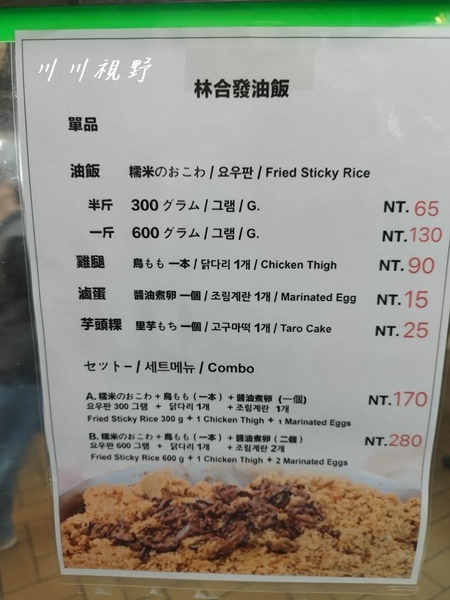 川川視野
林合發油飯
單品
油飯 糯米のおこわ / 요우판 / Fried Sticky Rice
半斤 300 グラム / 그램 / G. NT. 65
一斤 600 グラム / 그램 / G. NT. 130
雞腿 鳥もも 一本 / 닭다리 1개 / Chicken Thigh NT. 90
滷蛋 醬油煮卵 一個 / 조림계란 1개 / Marinated Egg NT. 15
芋頭粿 里芋もち 一個 / 고구마떡 1개 / Taro Cake NT. 25
セットー / 세트메뉴 / Combo
A. 糯米のおこわ + 鳥もも (一本) + 醬油煮卵 (一個) NT. 170
요우판 300 그램 + 닭다리 1개 + 조림계란 1개
Fried Sticky Rice 300 g + 1 Chicken Thigh + 1 Marinated Eggs
B. 糯米のおこわ + 鳥もも (一本) + 醬油煮卵 (二個) NT. 280
요우판 600 그램 + 닭다리 1개 + 조림계란 2개
Fried Sticky Rice 600 g + 1 Chicken Thigh + 2 Marinated Eggs